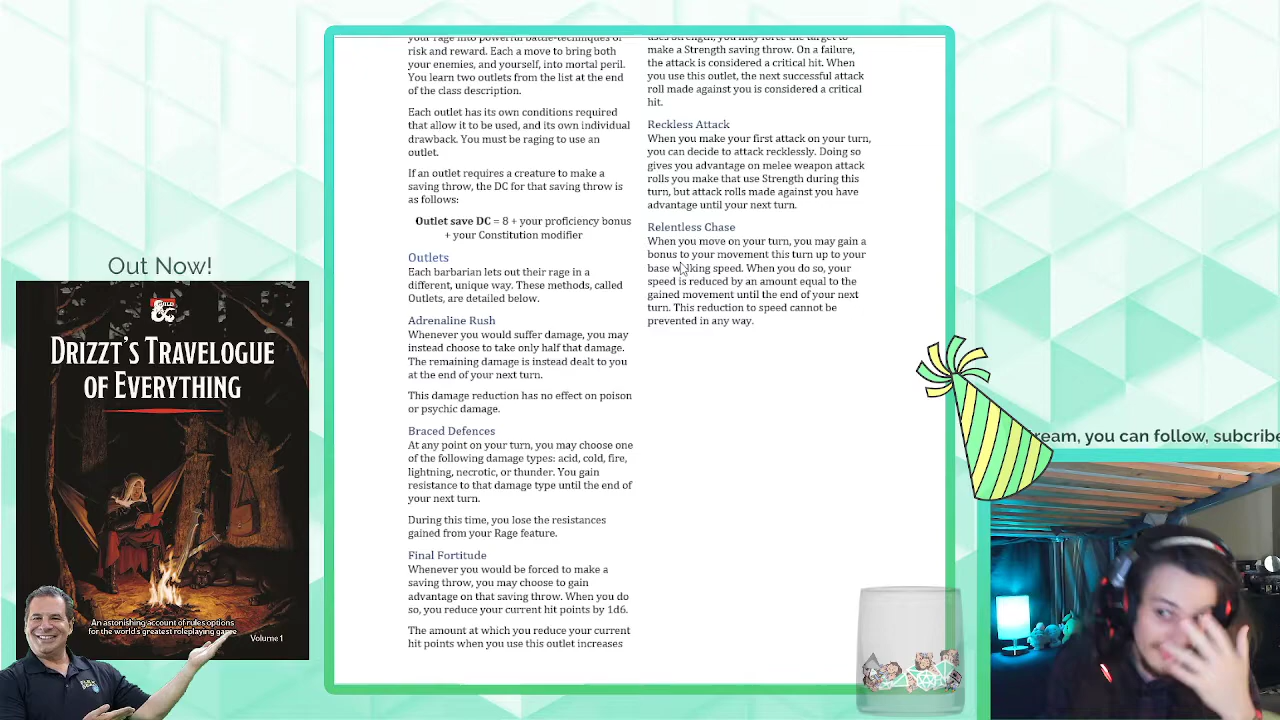 Out Now!
DRIZZT'S TRAVELOGUE
OF EVERYTHING
An astonishing account of rules options
for the world's greatest roleplaying game
Volume 1
your Rage into powerful battle-techniques of
risk and reward. Each a move to bring both
your enemies, and yourself, into mortal peril.
You learn two outlets from the list at the end
of the class description.
Each outlet has its own conditions required
that allow it to be used, and its own individual
drawback. You must be raging to use an
outlet.
If an outlet requires a creature to make a
saving throw, the DC for that saving throw is
as follows:
Outlet save DC = 8 + your proficiency bonus
+ your Constitution modifier
Outlets
Each barbarian lets out their rage in a
different, unique way. These methods, called
Outlets, are detailed below.
Adrenaline Rush
Whenever you would suffer damage, you may
instead choose to take only half that damage.
The remaining damage is instead dealt to you
at the end of your next turn.
This damage reduction has no effect on poison
or psychic damage.
Braced Defences
At any point on your turn, you may choose one
of the following damage types: acid, cold, fire,
lightning, necrotic, or thunder. You gain
resistance to that damage type until the end of
your next turn.
During this time, you lose the resistances
gained from your Rage feature.
Final Fortitude
Whenever you would be forced to make a
saving throw, you may choose to gain
advantage on that saving throw. When you do
so, you reduce your current hit points by 1d6.
The amount at which you reduce your current
hit points when you use this outlet increases
uses Strength, you may force the target to
make a Strength saving throw. On a failure,
the attack is considered a critical hit. When
you use this outlet, the next successful attack
roll made against you is considered a critical
hit.
Reckless Attack
When you make your first attack on your turn,
you can decide to attack recklessly. Doing so
gives you advantage on melee weapon attack
rolls you make that use Strength during this
turn, but attack rolls made against you have
advantage until your next turn.
Relentless Chase
When you move on your turn, you may gain a
bonus to your movement this turn up to your
base walking speed. When you do so, your
speed is reduced by an amount equal to the
gained movement until the end of your next
turn. This reduction to speed cannot be
prevented in any way.
ream, you can follow, subcribe